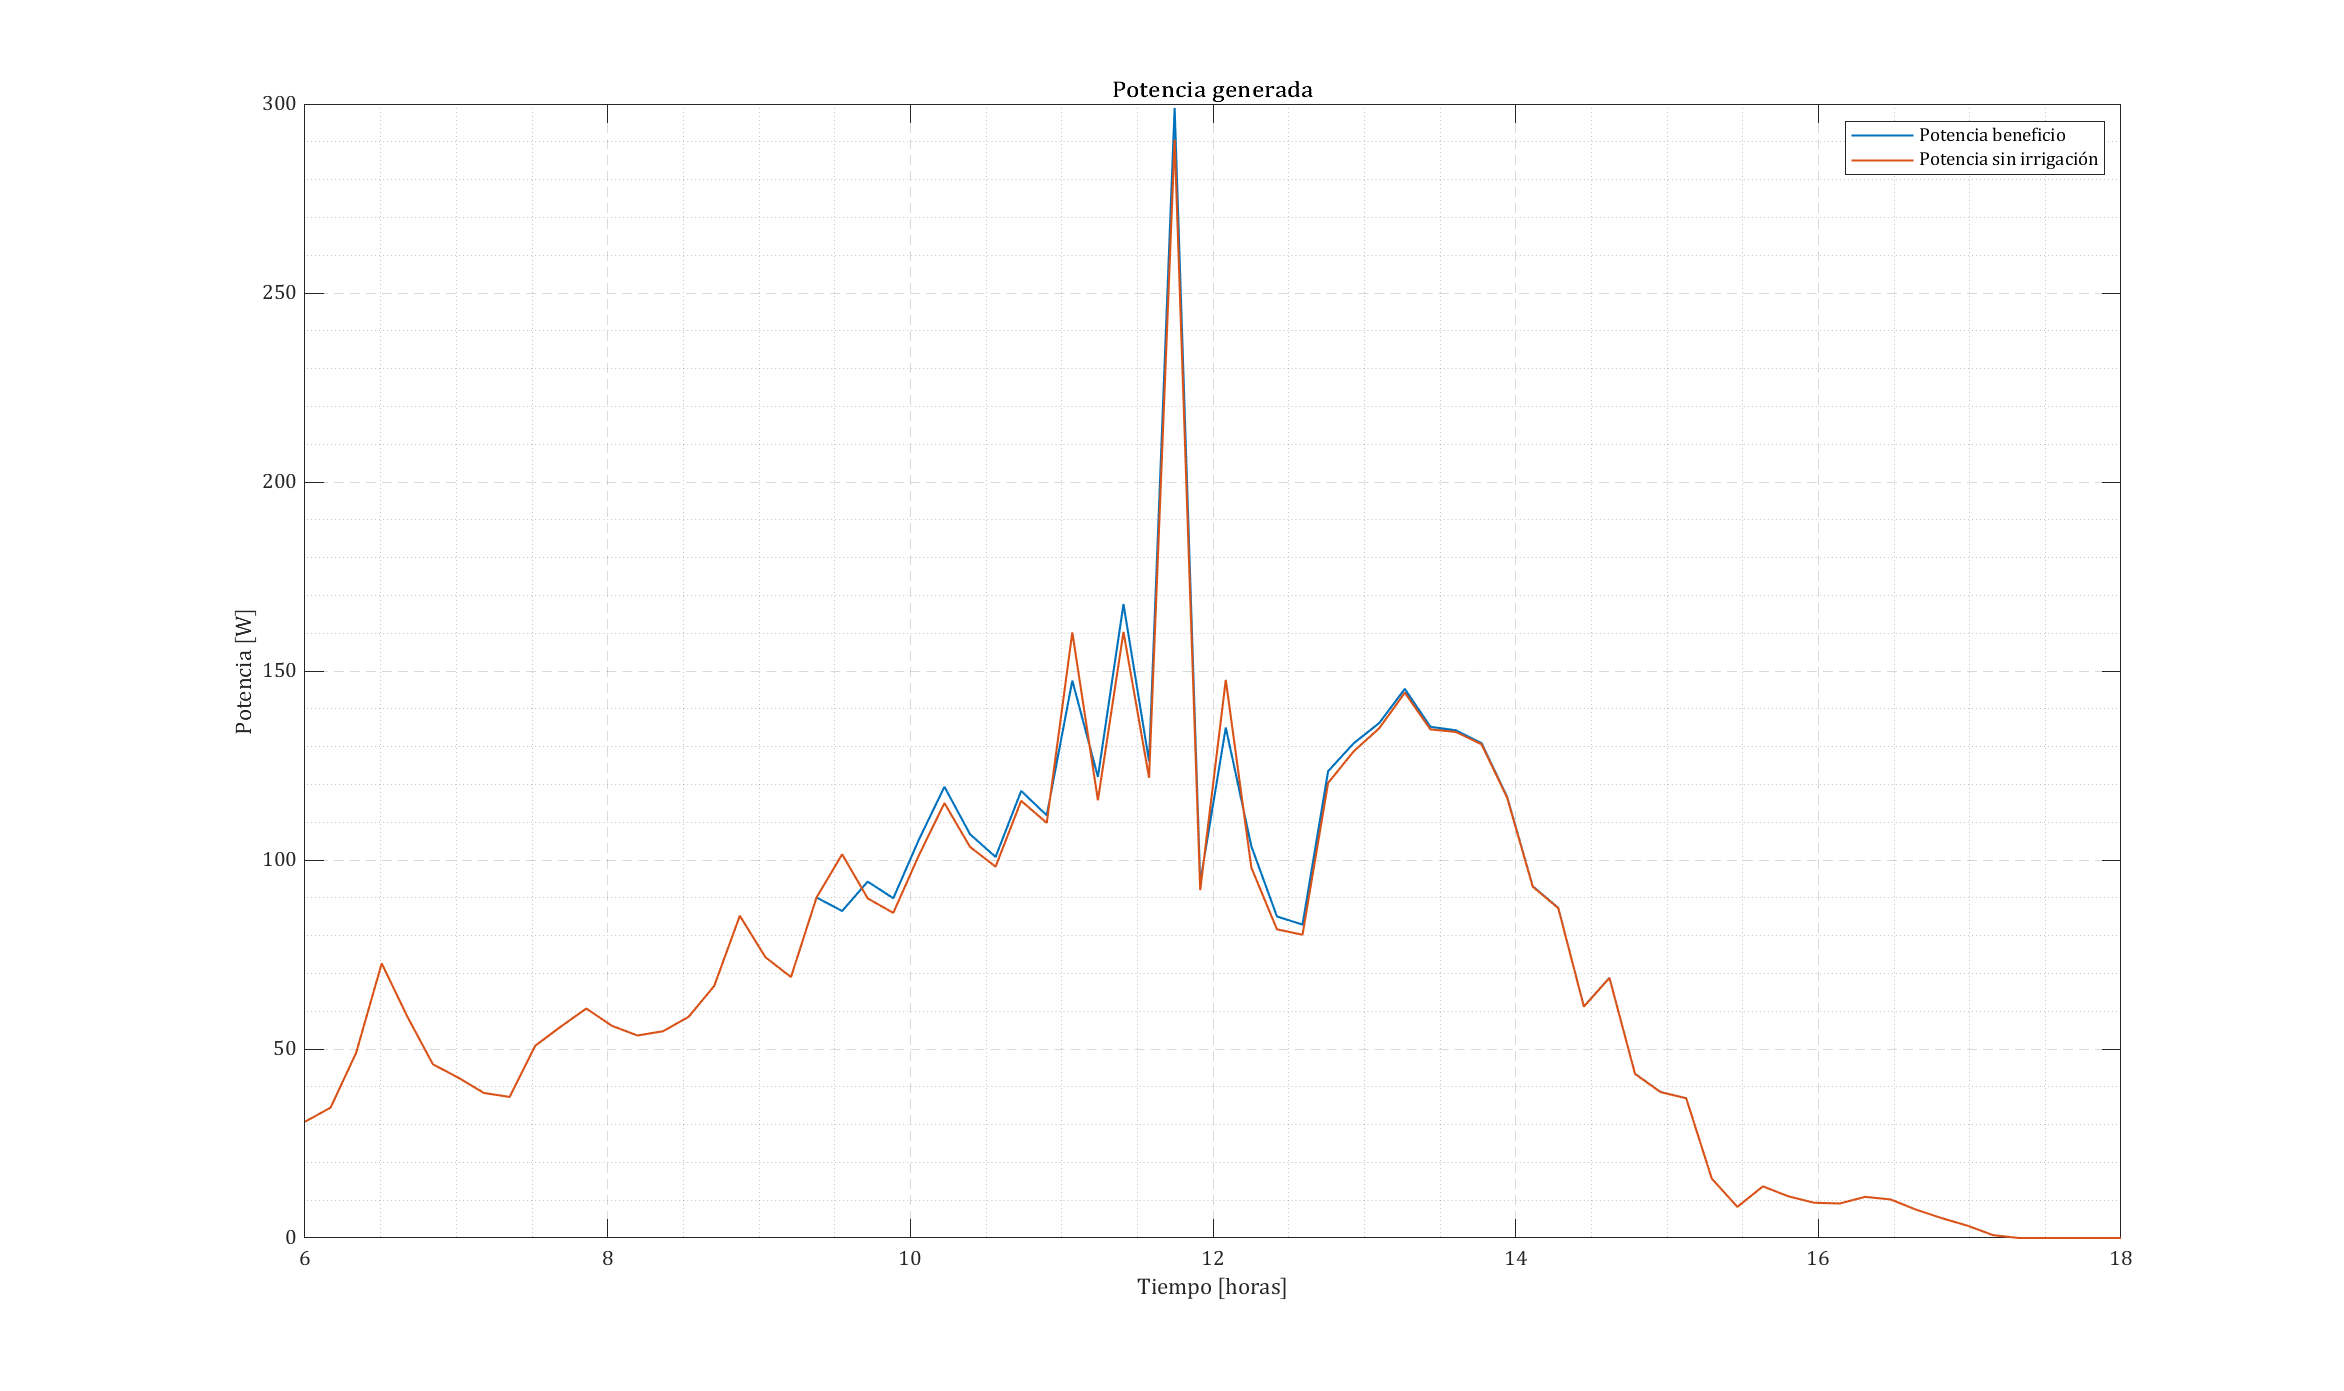 Potencia generada
300
250
200
150
100
50
0
Potencia [W]
Potencia beneficio
Potencia sin irrigación
6 8 10 12 14 16 18
Tiempo [horas]